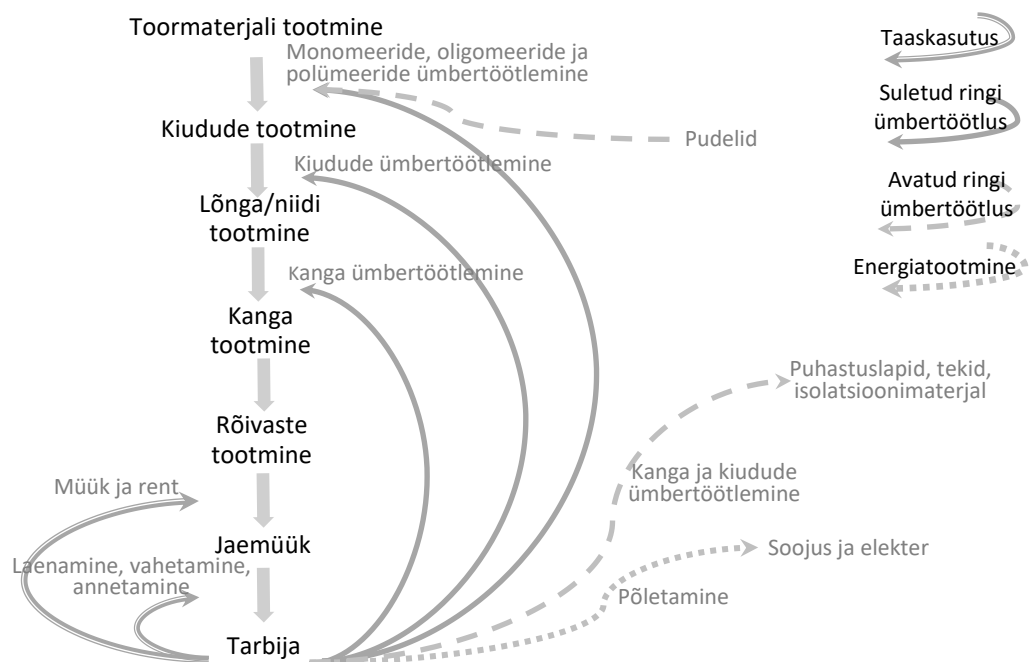 Toormaterjali tootmine
Monomeeride, oligomeeride ja
polümeeride ümbertöötlemine
Kiudude tootmine
Pudelid
Kiudude ümbertöötlemine
Lõnga/niidi
tootmine
Kanga ümbertöötlemine
Kanga
tootmine
Rõivaste
tootmine
Müük ja rent
Jaemüük
Laenamine, vahetamine,
annetamine
Tarbija
Puhastuslapid, tekid,
isolatsioonimaterjal
Kanga ja kiudude
ümbertöötlemine
Soojus ja elekter
Põletamine
Taaskasutus
Suletud ringi
ümbertöötlus
Avatud ringi
ümbertöötlus
Energiatootmine